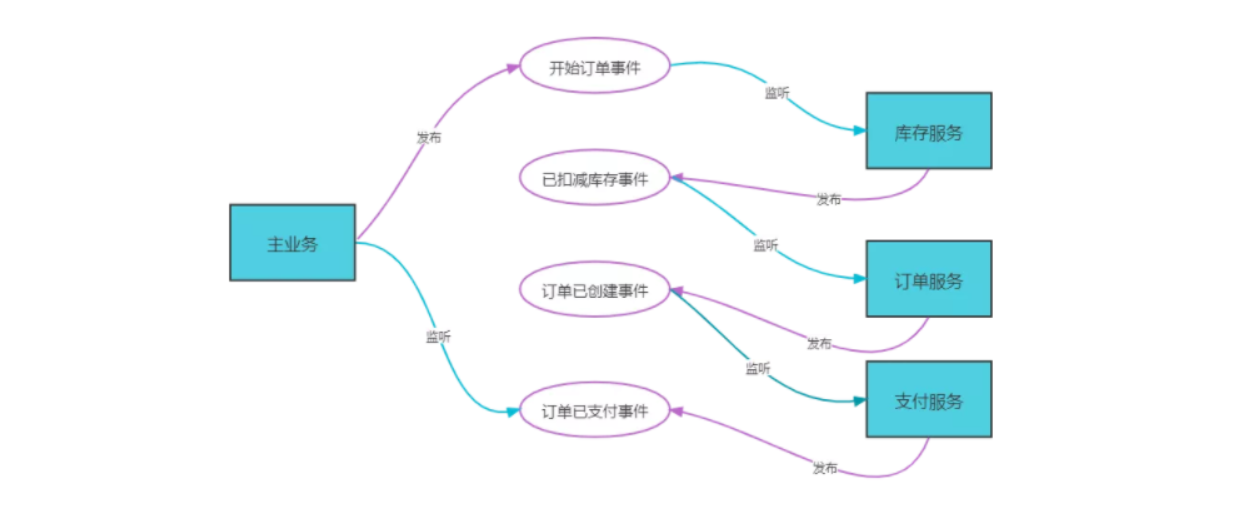 开始订单事件
监听
库存服务
发布
已扣减库存事件
发布
主业务
监听
订单服务
订单已创建事件
监听
发布
监听
支付服务
订单已支付事件
发布